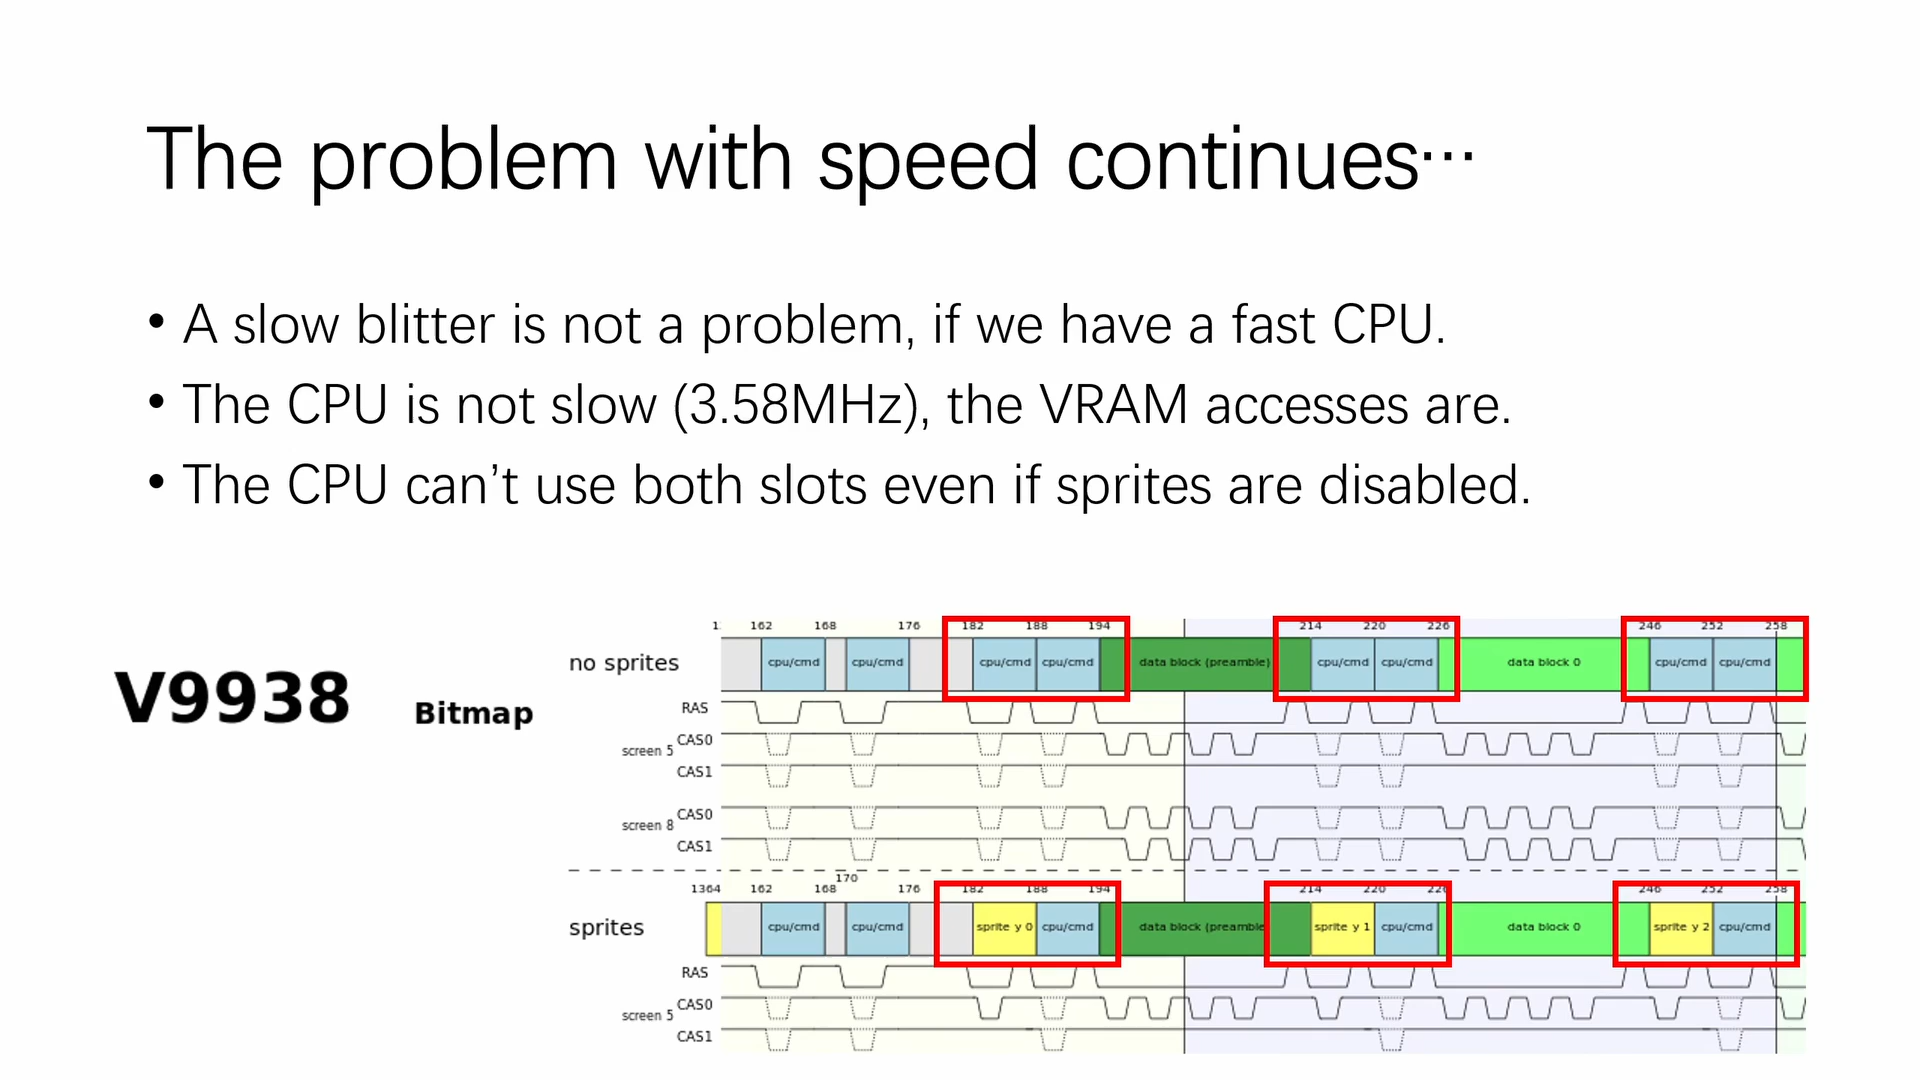 The problem with speed continues…
• A slow blitter is not a problem, if we have a fast CPU.
• The CPU is not slow (3.58MHz), the VRAM accesses are.
• The CPU can’t use both slots even if sprites are disabled.
V9938
Bitmap
162 168 176 182 188 194 214 220 226 246 252 258
no sprites cpu/cmd cpu/cmd cpu/cmd cpu/cmd data block (preamble) cpu/cmd cpu/cmd data block 0 cpu/cmd cpu/cmd
RAS
screen 5 CAS0
CAS1
screen 8 CAS0
CAS1
170
1364 162 168 176 182 188 194 214 220 246 252 258
sprites cpu/cmd cpu/cmd sprite y 0 cpu/cmd data block (preamble sprite y 1 cpu/cmd data block 0 sprite y 2 cpu/cmd
RAS
screen 5 CAS0
CAS1